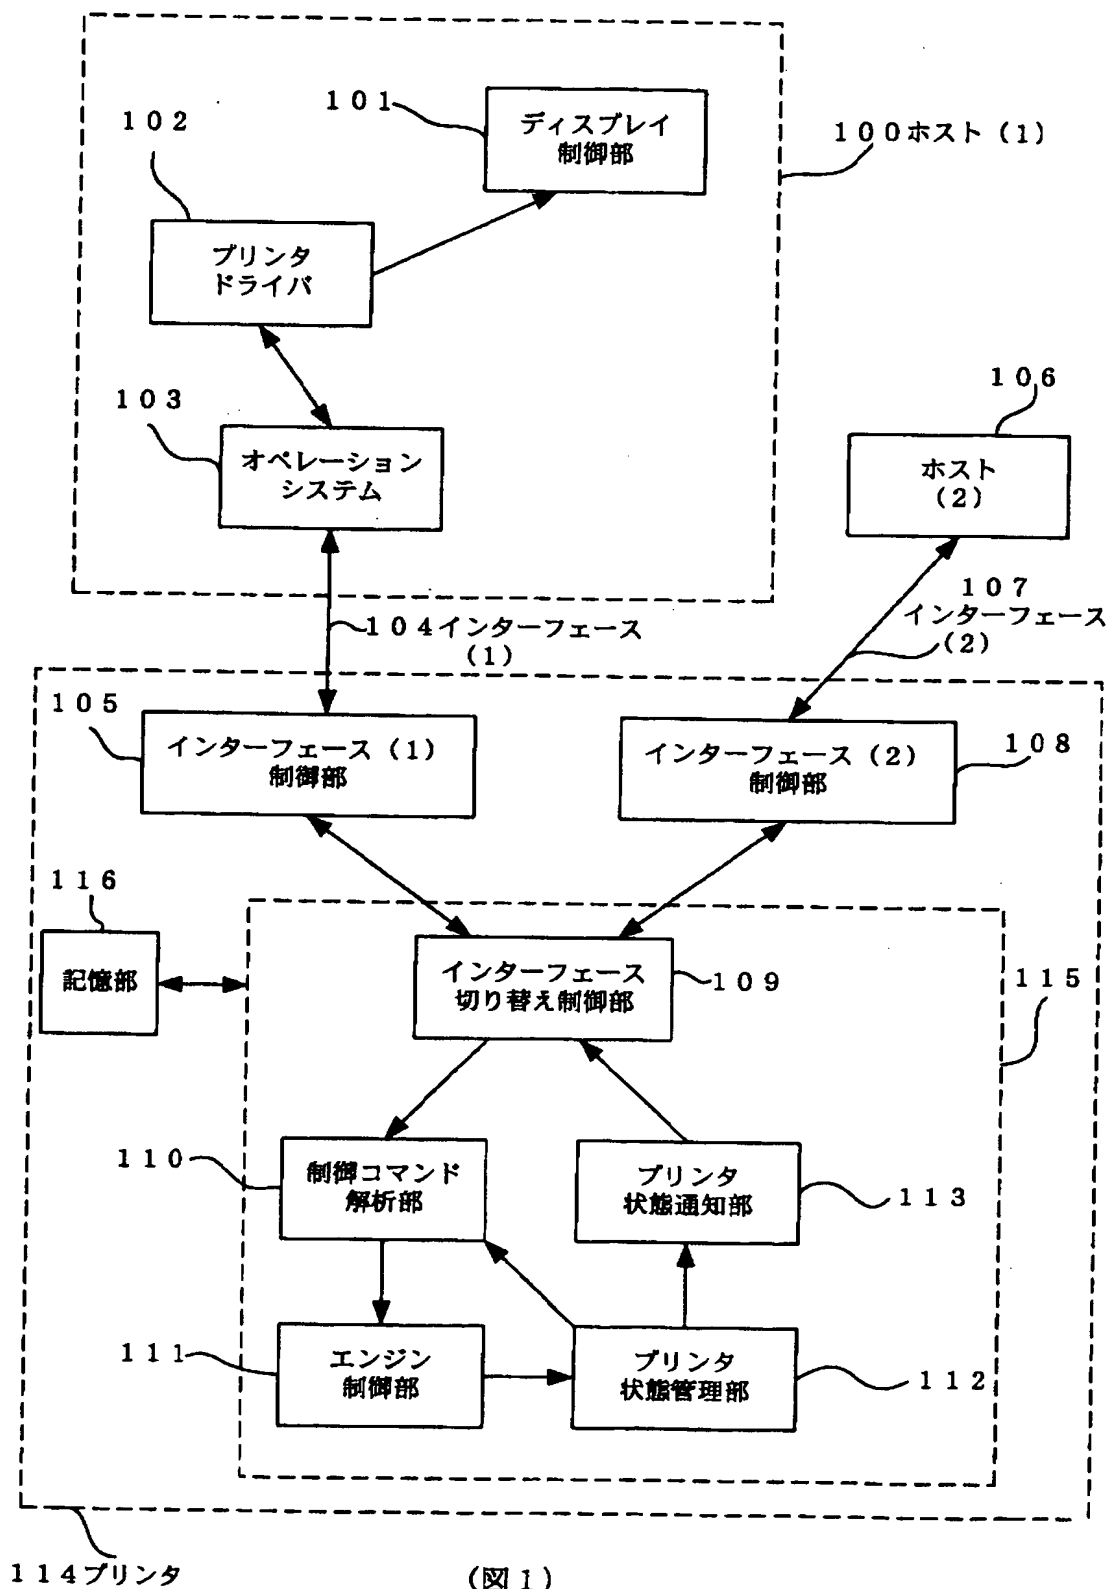 101
ディスプレイ
制御部
102
100ホスト(1)
プリンタ
ドライバ
103
106
オペレーション
システム
ホスト
(2)
107
インターフェース
(2)
104インターフェース
(1)
105
インターフェース(1)
制御部
インターフェース(2)
制御部
108
116
記憶部
インターフェース
切り替え制御部
109
115
110
制御コマンド
解析部
プリンタ
状態通知部
113
111
エンジン
制御部
プリンタ
状態管理部
112
114プリンタ
(図1)